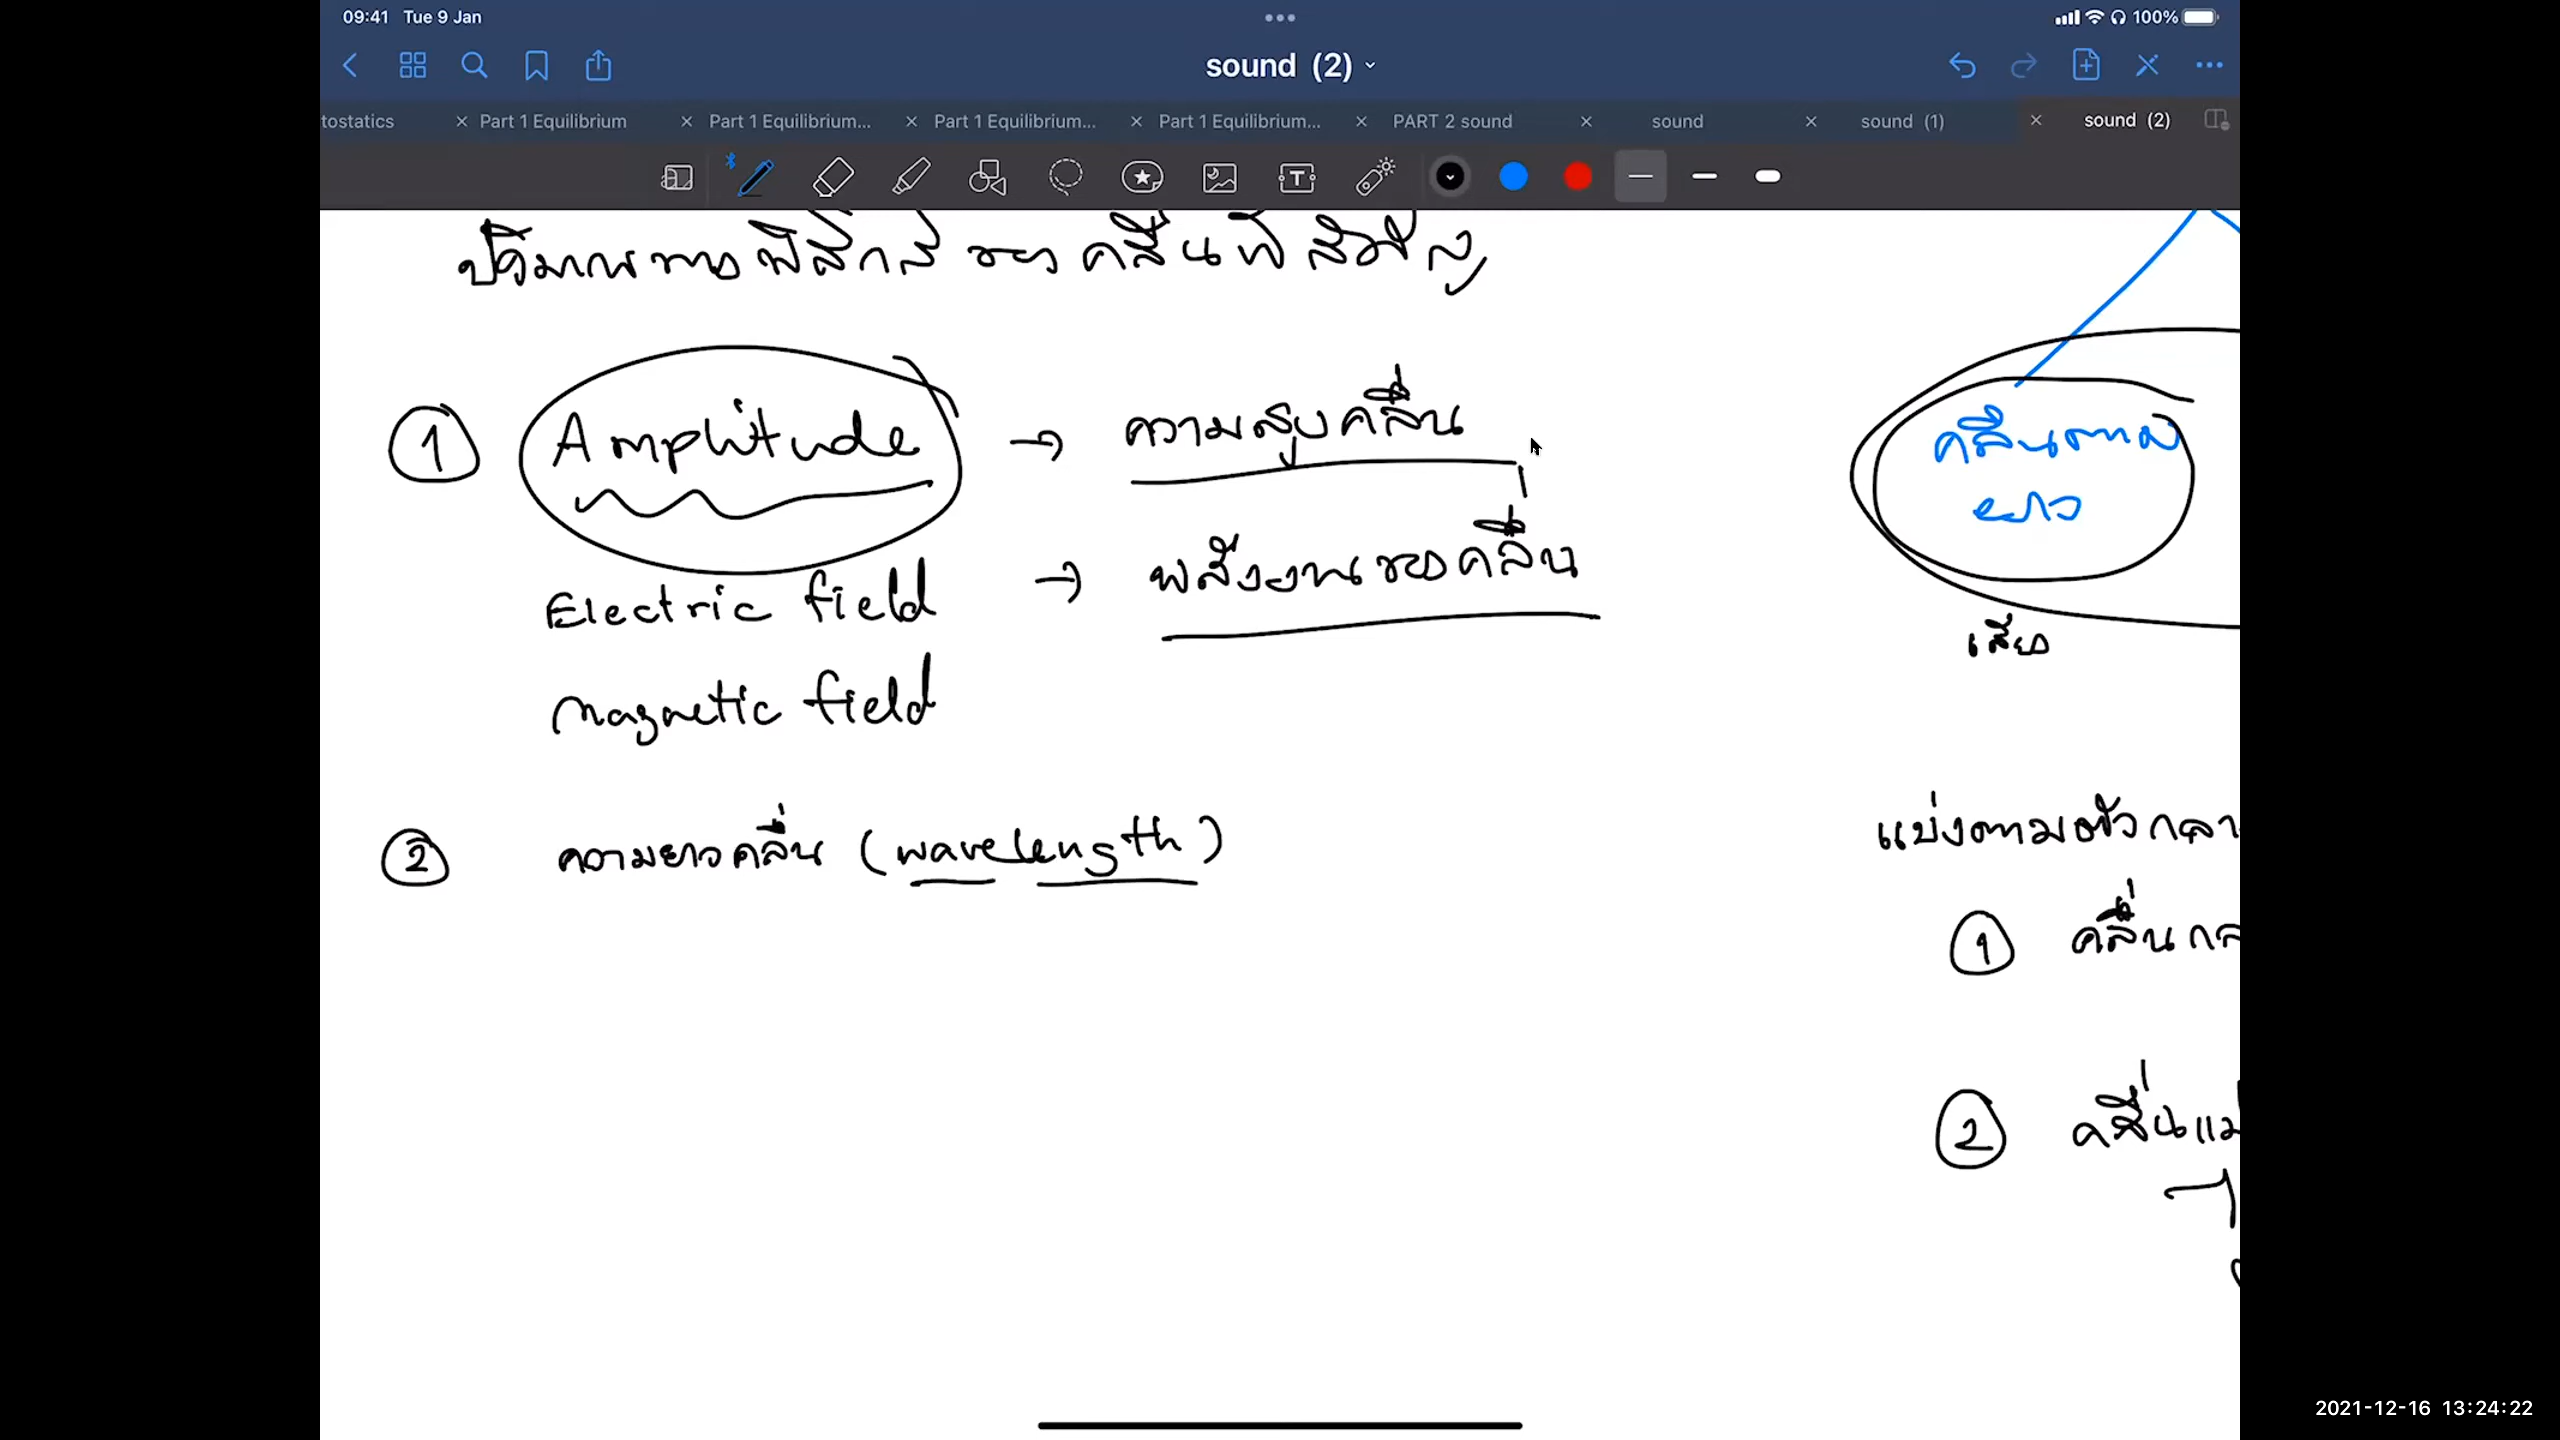 09:41 Tue 9 Jan
100%
sound (2)
tostatics
Part 1 Equilibrium
Part 1 Equilibrium...
Part 1 Equilibrium...
Part 1 Equilibrium...
PART 2 sound
sound
sound (1)
sound (2)
ปริมาณทางฟิสิกส์ ของ คลื่นที่สำคัญ
1 Amplitude → ความสูงคลื่น
Electric field → พลังงานของคลื่น
Magnetic field
2 ความยาวคลื่น (wavelength)
คลื่นตาม
ยาว
เสียง
แบ่งตามตัวกลา
1 คลื่นกล
2 คลื่นแม่
2021-12-16 13:24:22